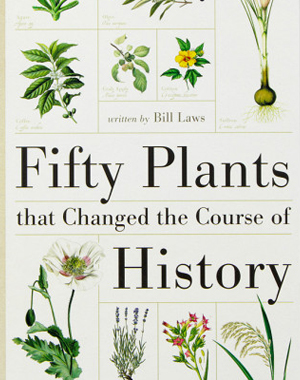 written by Bill Laws
Fifty Plants
that Changed the Course of
History